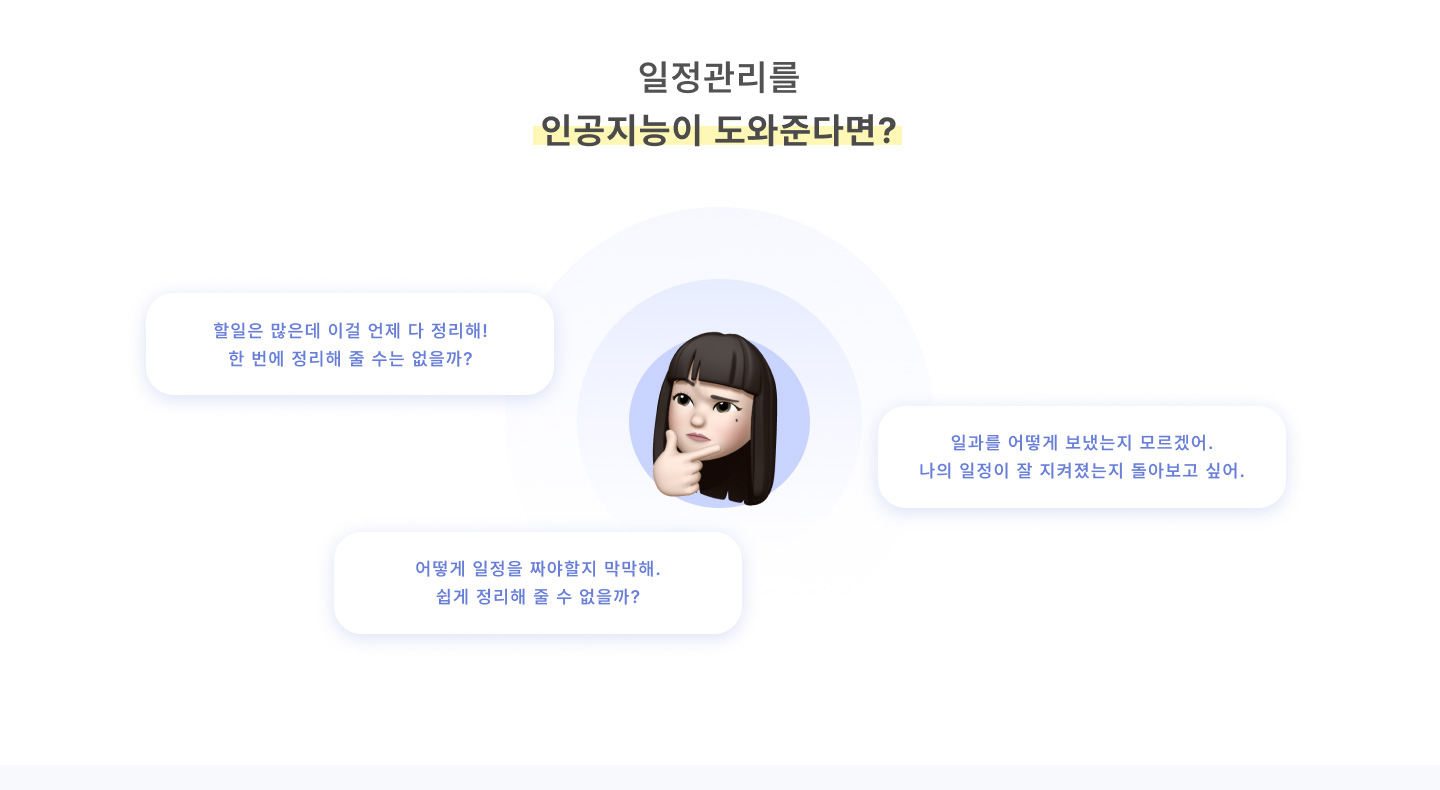 일정관리를
인공지능이 도와준다면?
할일은 많은데 이걸 언제 다 정리해!
한 번에 정리해 줄 수는 없을까?
일과를 어떻게 보냈는지 모르겠어.
나의 일정이 잘 지켜졌는지 돌아보고 싶어.
어떻게 일정을 짜야할지 막막해.
쉽게 정리해 줄 수 없을까?